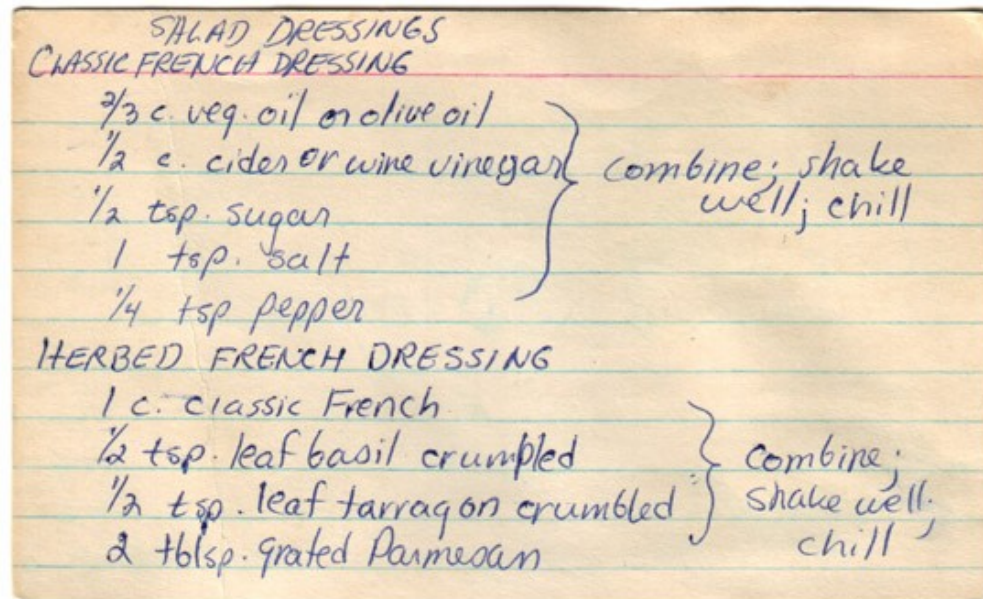 SALAD DRESSINGS
CLASSIC FRENCH DRESSING
2/3 c. veg. oil or olive oil
1/2 c. cider or wine vinegar
combine; shake
well; chill
1/2 tsp. sugar
1 tsp. salt
1/4 tsp pepper
HERBED FRENCH DRESSING
1 c. classic French
1/2 tsp. leaf basil crumpled
combine;
1/2 tsp. leaf tarragon crumbled
shake well;
2 tblsp. grated Parmesan
chill